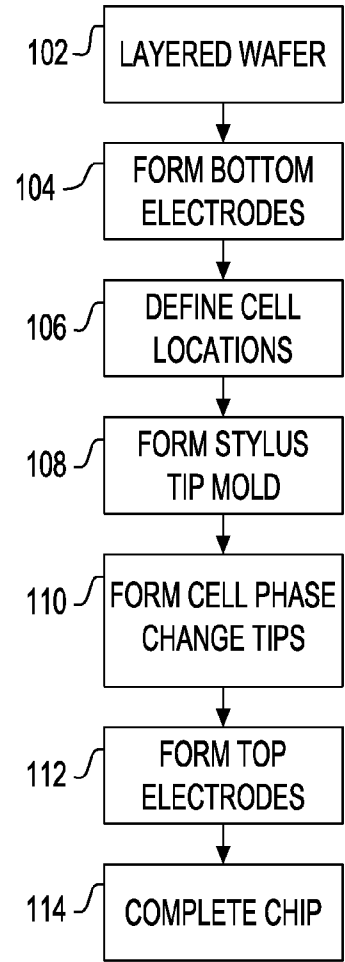 102
LAYERED WAFER
104
FORM BOTTOM
ELECTRODES
106
DEFINE CELL
LOCATIONS
108
FORM STYLUS
TIP MOLD
110
FORM CELL PHASE
CHANGE TIPS
112
FORM TOP
ELECTRODES
114
COMPLETE CHIP